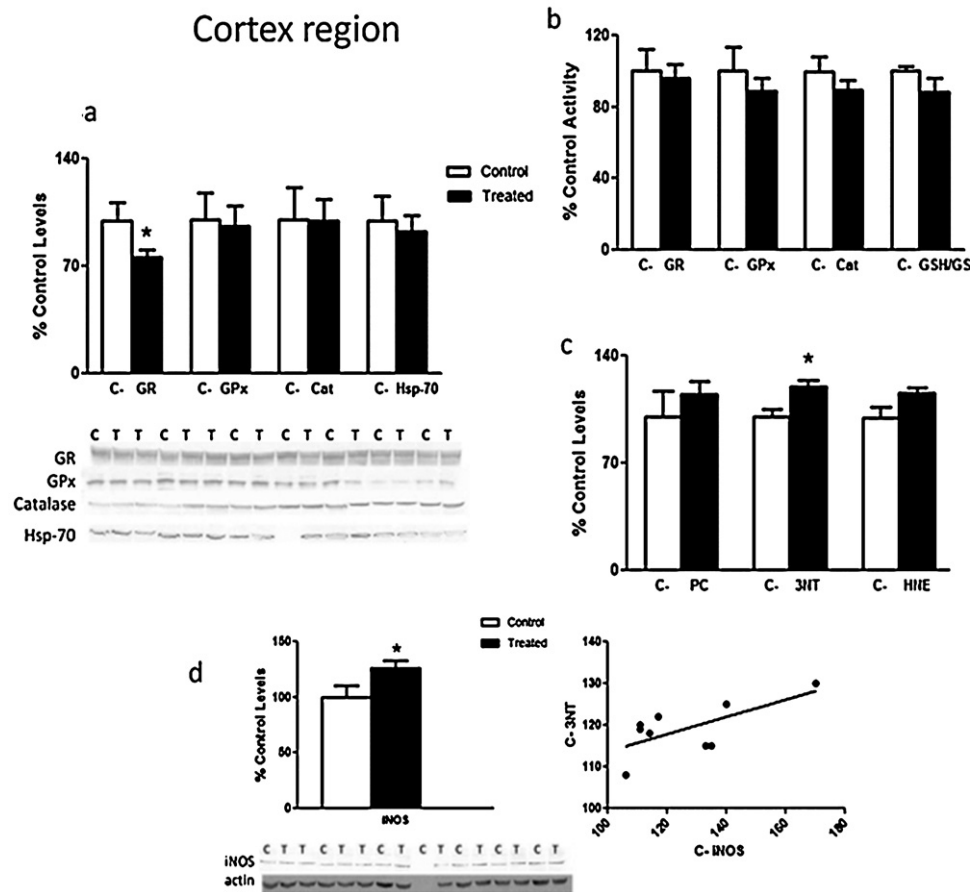 Cortex region
a
% Control Levels
140
70
0
C- GR C- GPx C- Cat C- Hsp-70
*
Control
Treated
C T T C T T C T C T C T T T C T
GR
GPx
Catalase
Hsp-70
b
% Control Activity
120
80
40
0
C- GR C- GPx C- Cat C- GSH/GS
c
% Control Levels
140
70
0
*
C- PC C- 3NT C- HNE
d
Control
Treated
% Control Levels
150
100
50
0
*
iNOS
C T T C T T C T C T C T C T C T
iNOS
actin
C- 3NT
140
130
120
110
100
100 120 140 160 180
C- iNOS